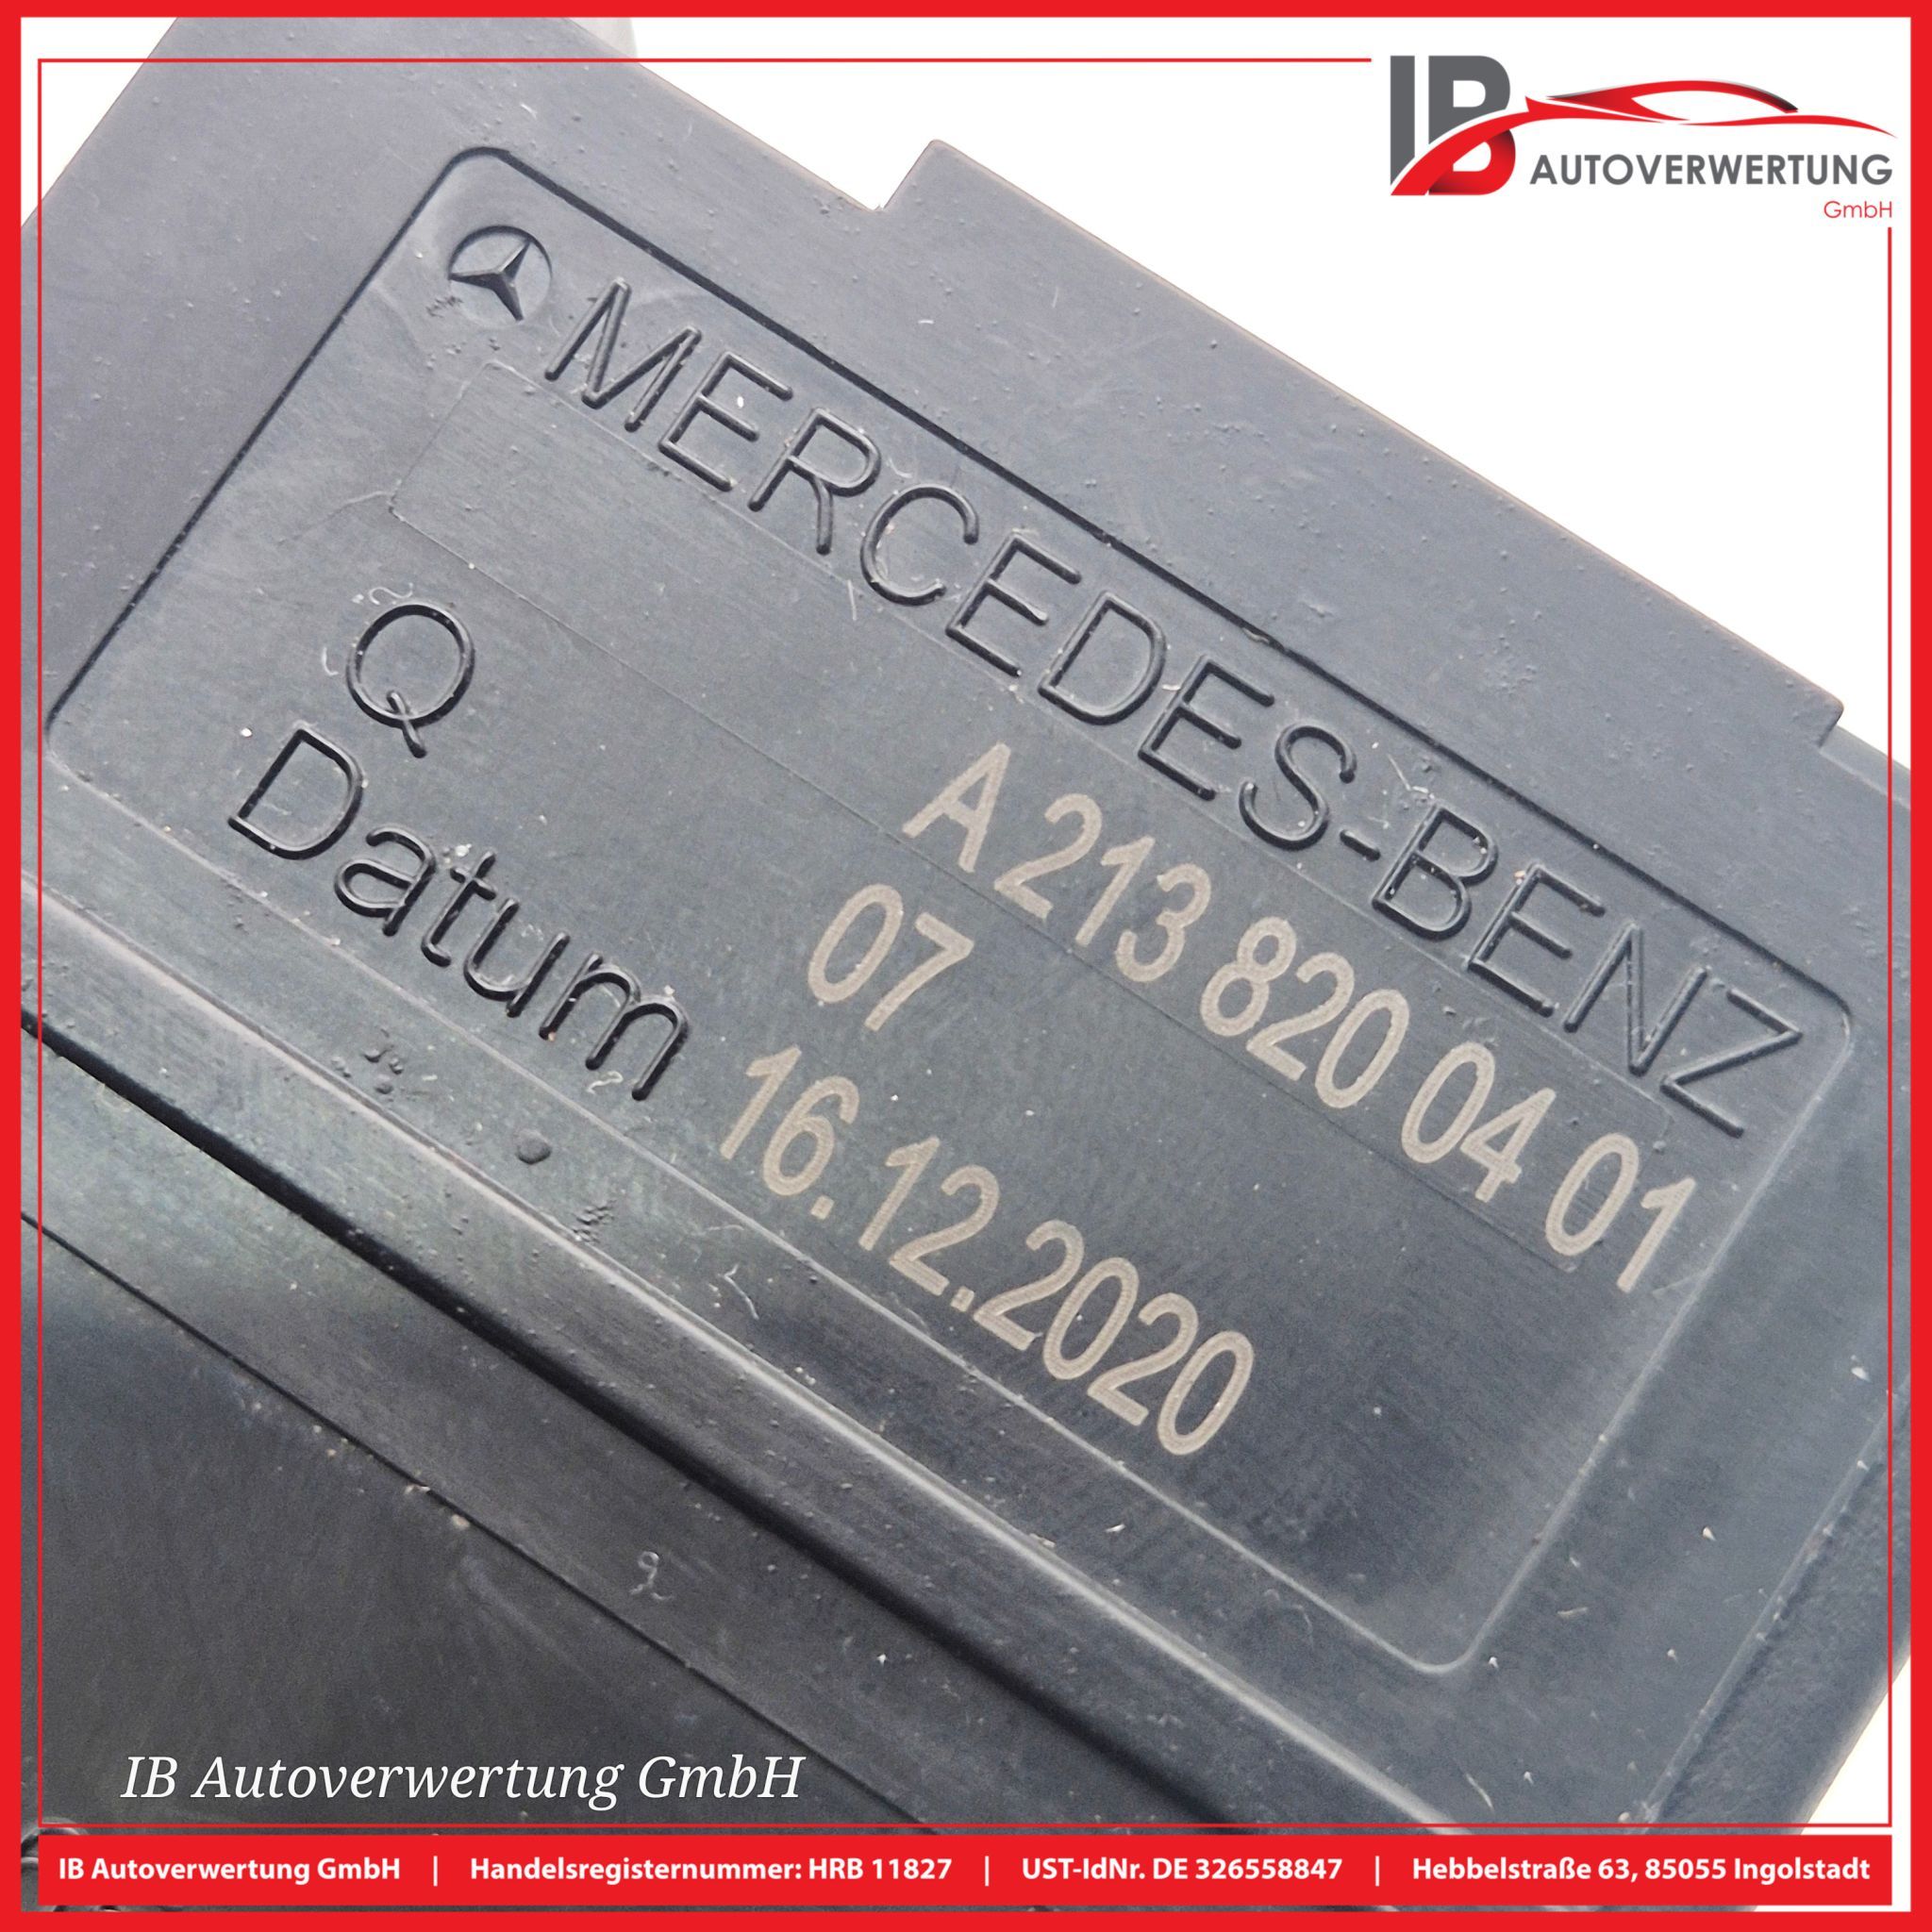 IB
AUTOVERWERTUNG
GmbH
MERCEDES-BENZ
A 213 820 04 01
Q 07
Datum 16.12.2020
IB Autoverwertung GmbH
IB Autoverwertung GmbH | Handelsregisternummer: HRB 11827 | UST-IdNr. DE 326558847 | Hebbelstraße 63, 85055 Ingolstadt